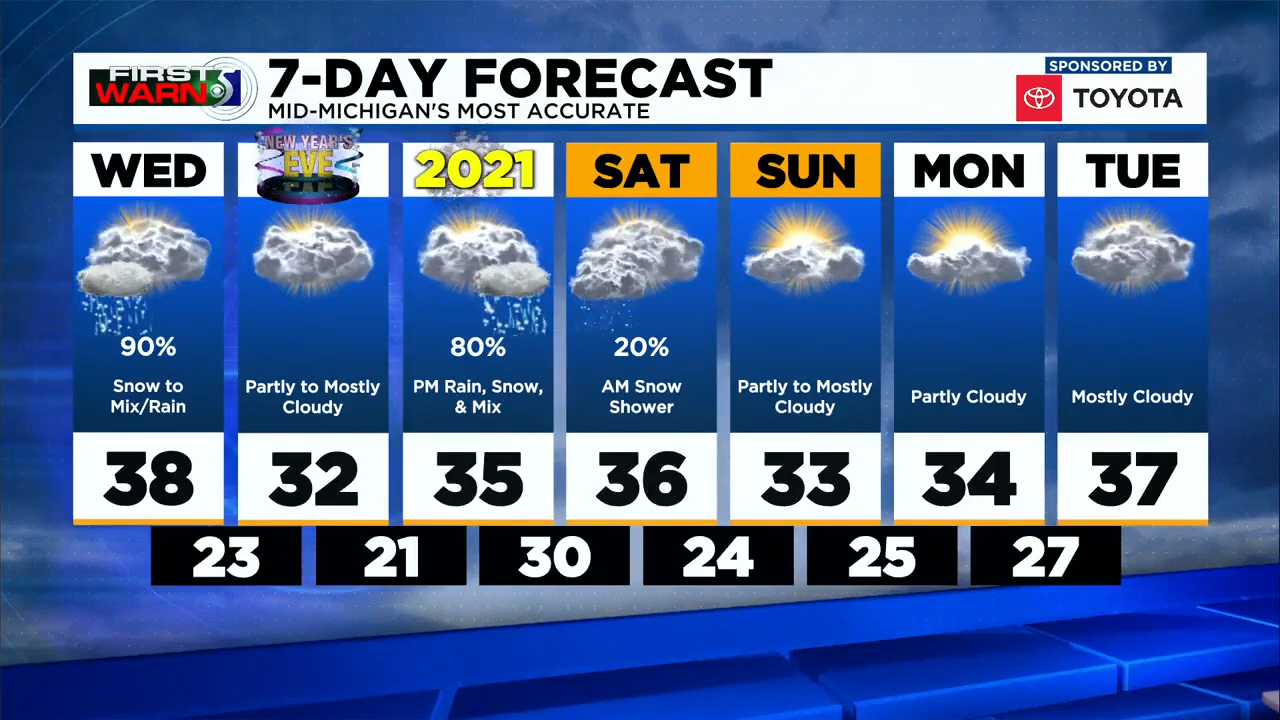 FIRST
WARN 5
7-DAY FORECAST
MID-MICHIGAN'S MOST ACCURATE
SPONSORED BY
TOYOTA
WED
NEW YEAR'S
EVE
2021
SAT
SUN
MON
TUE
90%
80%
20%
Snow to
Mix/Rain
Partly to Mostly
Cloudy
PM Rain, Snow,
& Mix
AM Snow
Shower
Partly to Mostly
Cloudy
Partly Cloudy
Mostly Cloudy
38 32 35 36 33 34 37
23 21 30 24 25 27